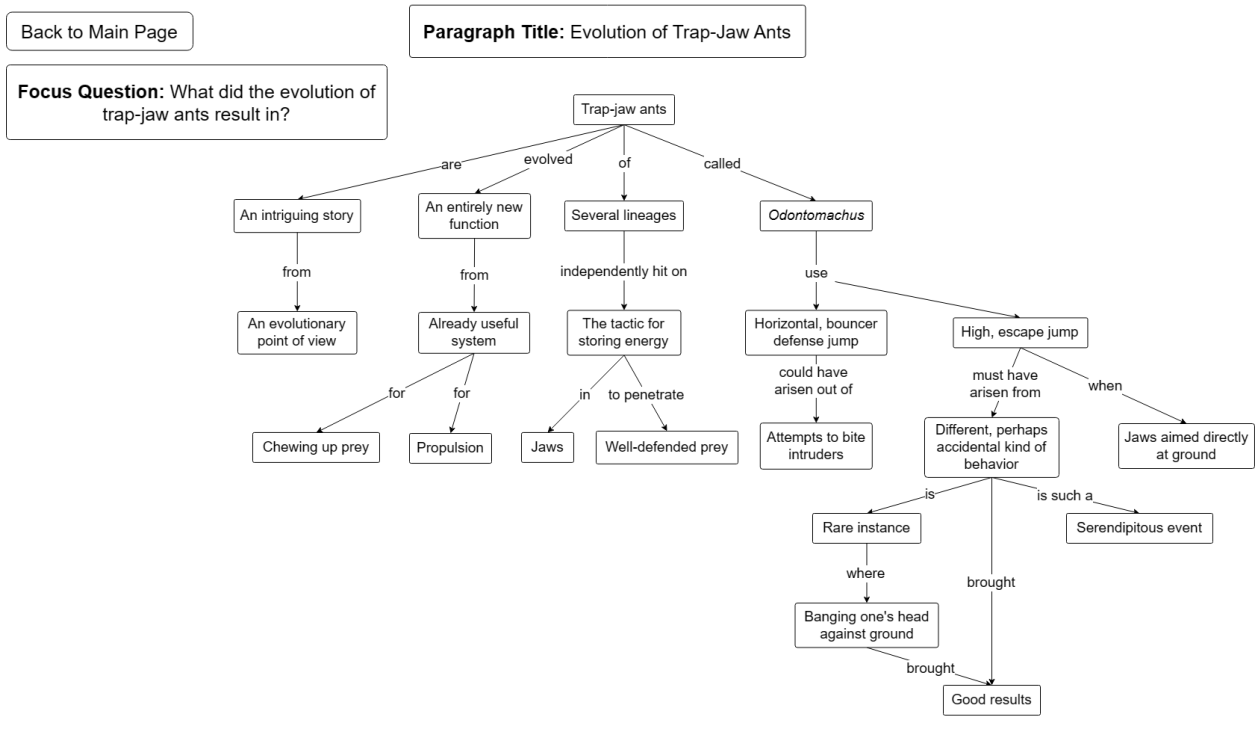 Back to Main Page
Paragraph Title: Evolution of Trap-Jaw Ants
Focus Question: What did the evolution of
trap-jaw ants result in?
Trap-jaw ants
are
evolved
of
called
An intriguing story
An entirely new
function
Several lineages
Odontomachus
from
from
independently hit on
use
An evolutionary
point of view
Already useful
system
The tactic for
storing energy
Horizontal, bouncer
defense jump
High, escape jump
for
for
in
to penetrate
could have
arisen out of
must have
arisen from
when
Chewing up prey
Propulsion
Jaws
Well-defended prey
Attempts to bite
intruders
Different, perhaps
accidental kind of
behavior
Jaws aimed directly
at ground
is
is such a
Rare instance
Serendipitous event
where
brought
Banging one's head
against ground
brought
Good results